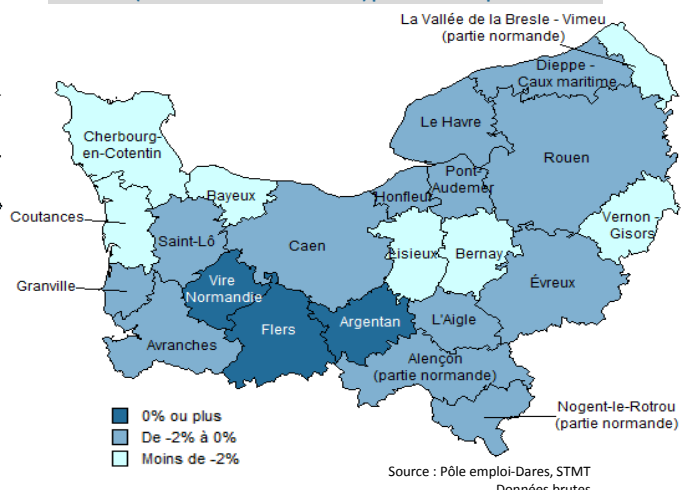 La Vallée de la Bresle - Vimeu
(partie normande)
Dieppe -
Caux maritime
Le Havre
Cherbourg-
en-Cotentin
Rouen
Pont-
Audemer
Bayeux
Honfleur
Coutances
Vernon -
Gisors
Saint-Lô
Caen
Lisieux
Bernay
Évreux
Granville
Vire
Normandie
Flers
Argentan
L'Aigle
Avranches
Alençon
(partie normande)
Nogent-le-Rotrou
(partie normande)
0% ou plus
De -2% à 0%
Moins de -2%
Source : Pôle emploi-Dares, STMT
Données brutes